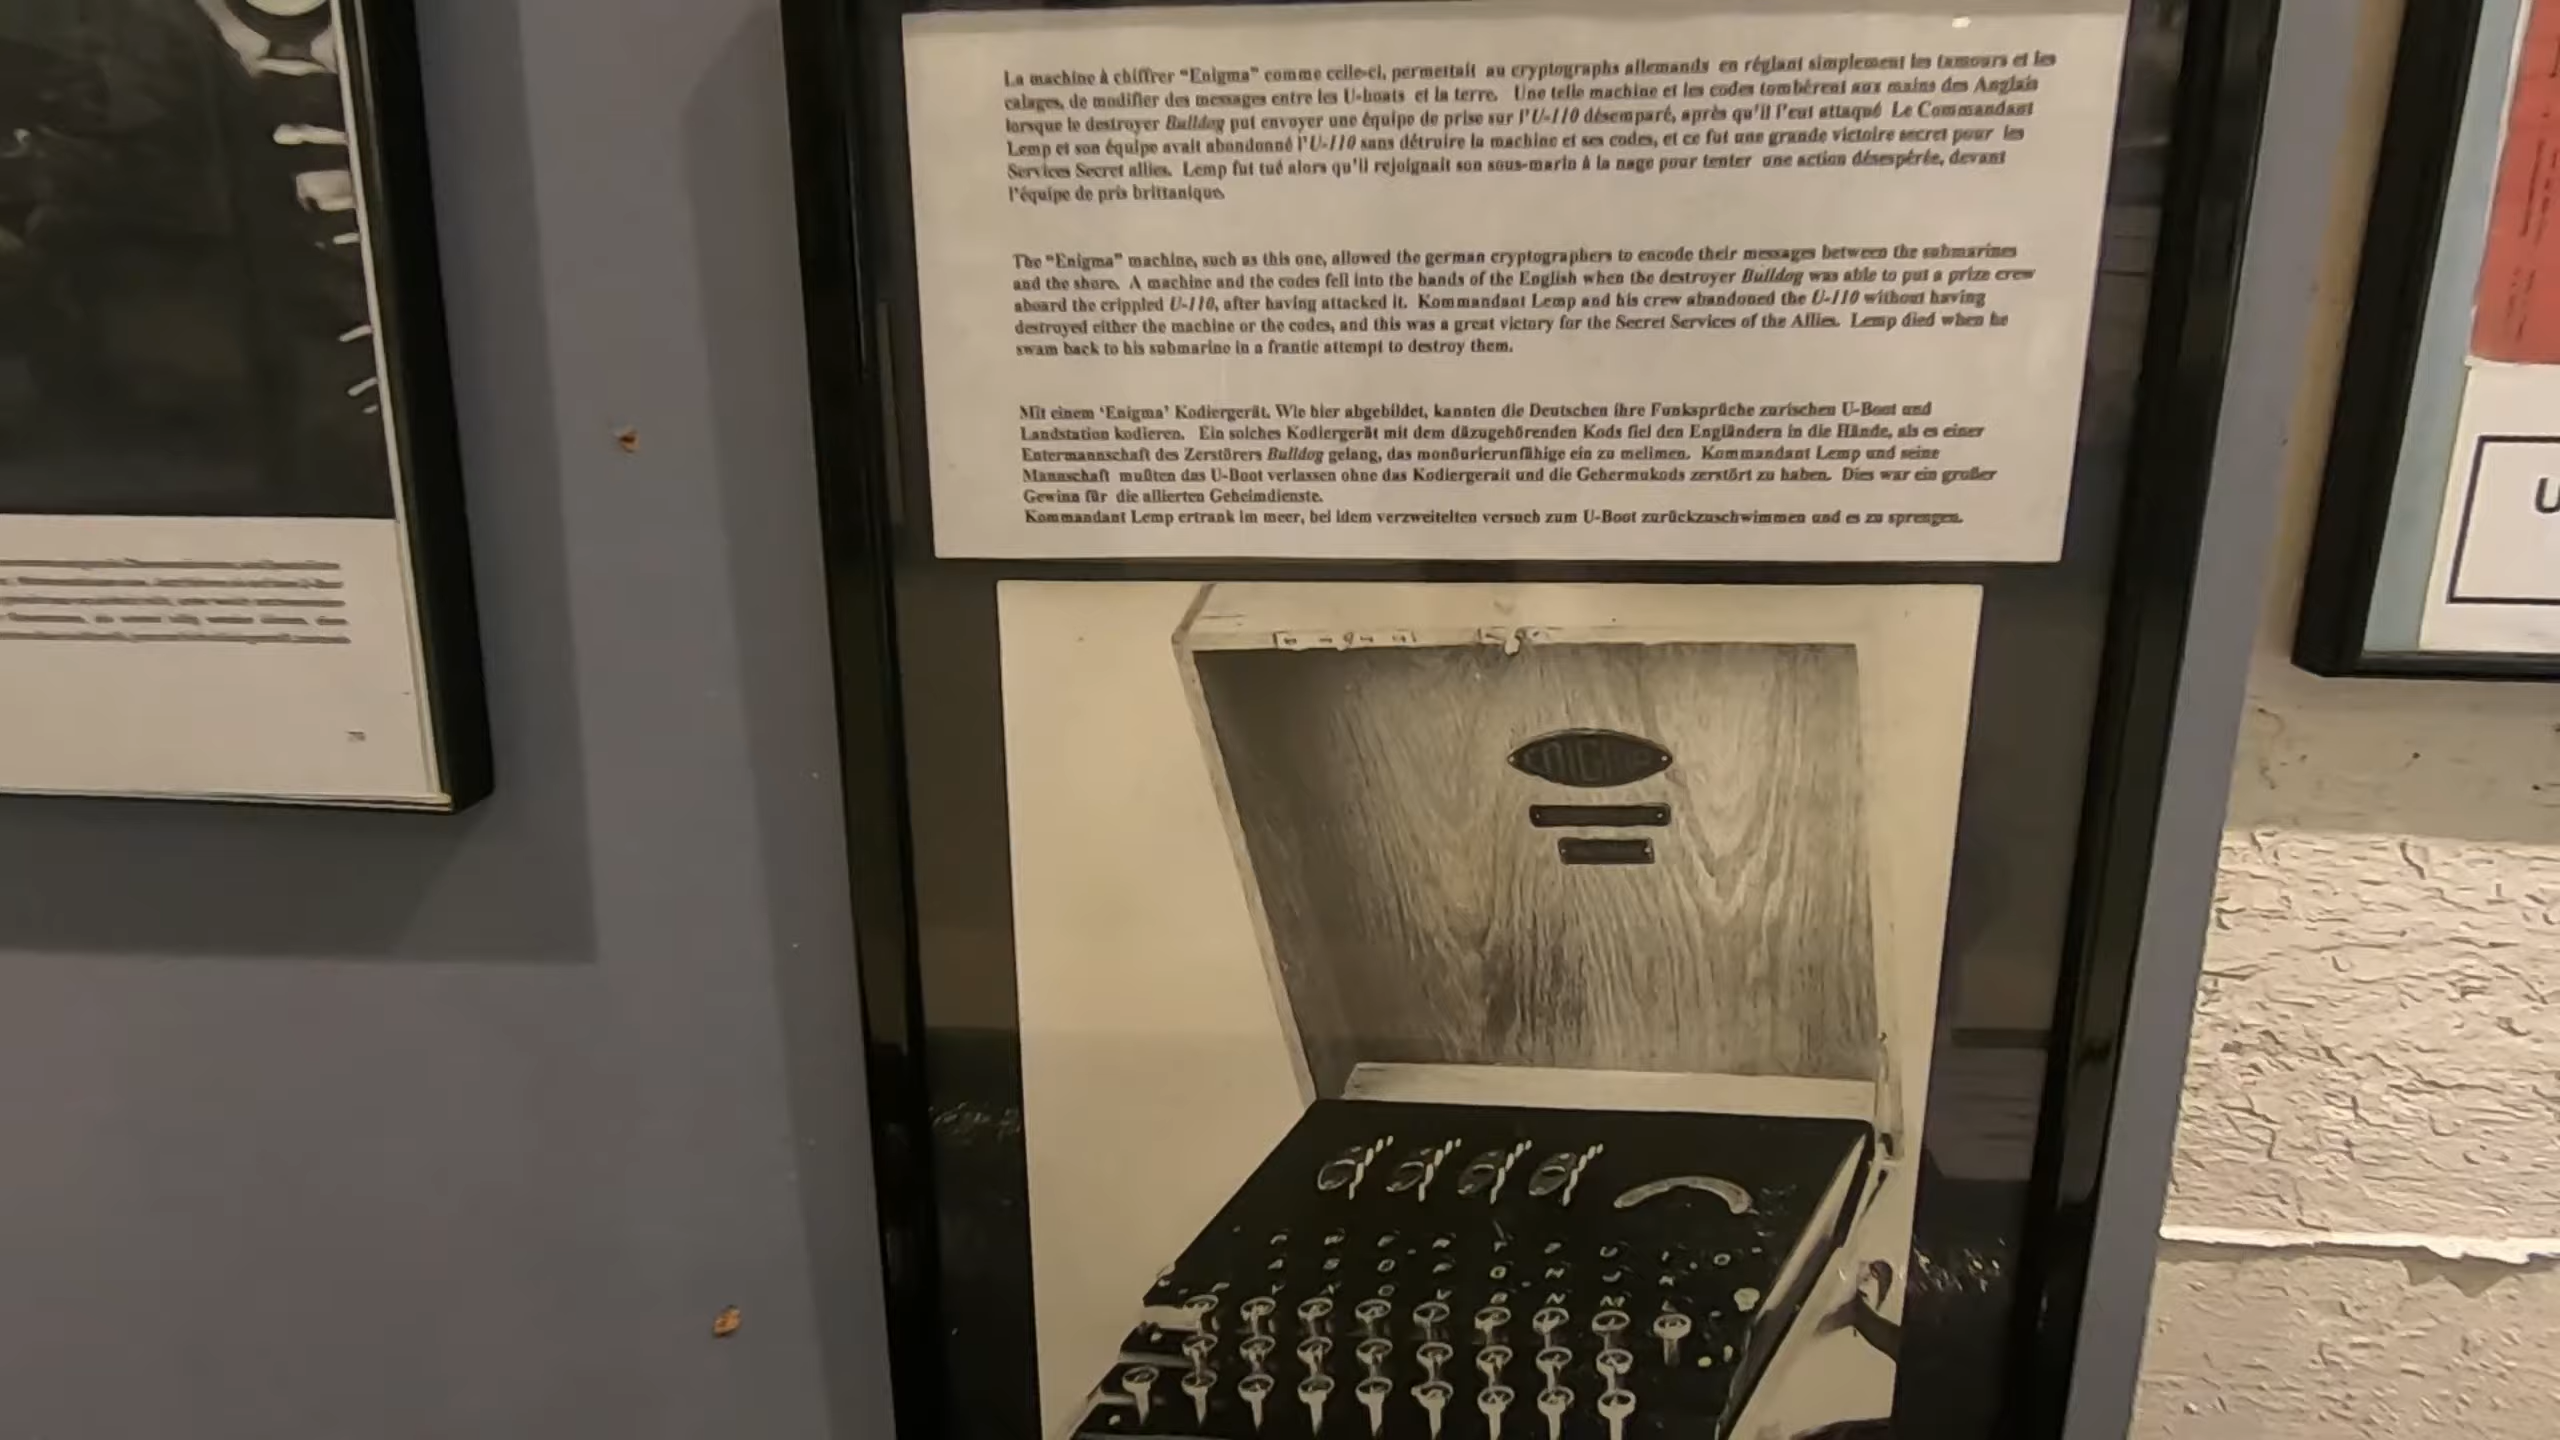 La machine à chiffrer "Enigma" comme celle-ci, permettait au cryptographs allemands en réglant simplement les tamours et les
calages, de modifier des messages entre les U-boats et la terre. Une telle machine et les codes tombèrent aux mains des Anglais
lorsque le destroyer Bulldog put envoyer une équipe de prise sur l'U-110 désemparé, après qu'il l'eut attaqué Le Commandant
Lemp et son équipe avait abandonné l'U-110 sans détruire la machine et ses codes, et ce fut une grande victoire secret pour les
Services Secret allies. Lemp fut tué alors qu'il rejoignait son sous-marin à la nage pour tenter une action désespérée, devant
l'équipe de pris brittanique.
The "Enigma" machine, such as this one, allowed the german cryptographers to encode their messages between the submarines
and the shore. A machine and the codes fell into the hands of the English when the destroyer Bulldog was able to put a prize crew
aboard the crippled U-110, after having attacked it. Kommandant Lemp and his crew abandoned the U-110 without having
destroyed either the machine or the codes, and this was a great victory for the Secret Services of the Allies. Lemp died when he
swam back to his submarine in a frantic attempt to destroy them.
Mit einem 'Enigma' Kodiergerät. Wie hier abgebildet, kannten die Deutschen ihre Funksprüche zurischen U-Boot und
Landstation kodieren. Ein solches Kodiergerät mit dem däzugehörenden Kods fiel den Engländern in die Hände, als es einer
Entermannschaft des Zerstörers Bulldog gelang, das monöurierunfähige ein zu melimen. Kommandant Lemp und seine
Mannschaft mußten das U-Boot verlassen ohne das Kodiergerait und die Gehermukods zerstört zu haben. Dies war ein großer
Gewinn für die allierten Geheimdienste.
Kommandant Lemp ertrank im meer, bei idem verzweitelten versuch zum U-Boot zurückzuschwimmen und es zu sprengen.
ENIGMA
79
U